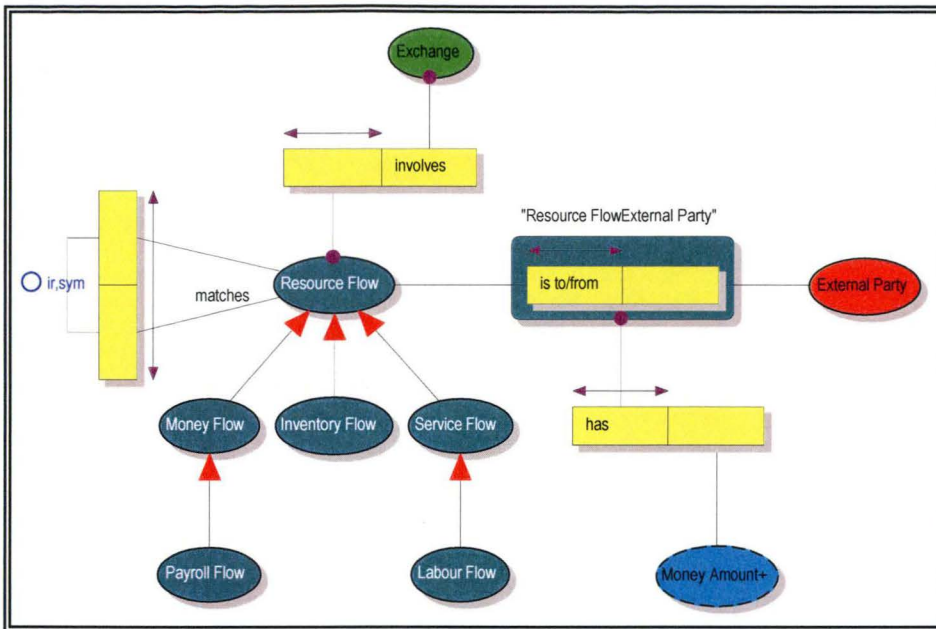 Exchange
involves
"Resource FlowExternal Party"
ir,sym
matches
Resource Flow
is to/from
External Party
Money Flow
Inventory Flow
Service Flow
has
Payroll Flow
Labour Flow
Money Amount+